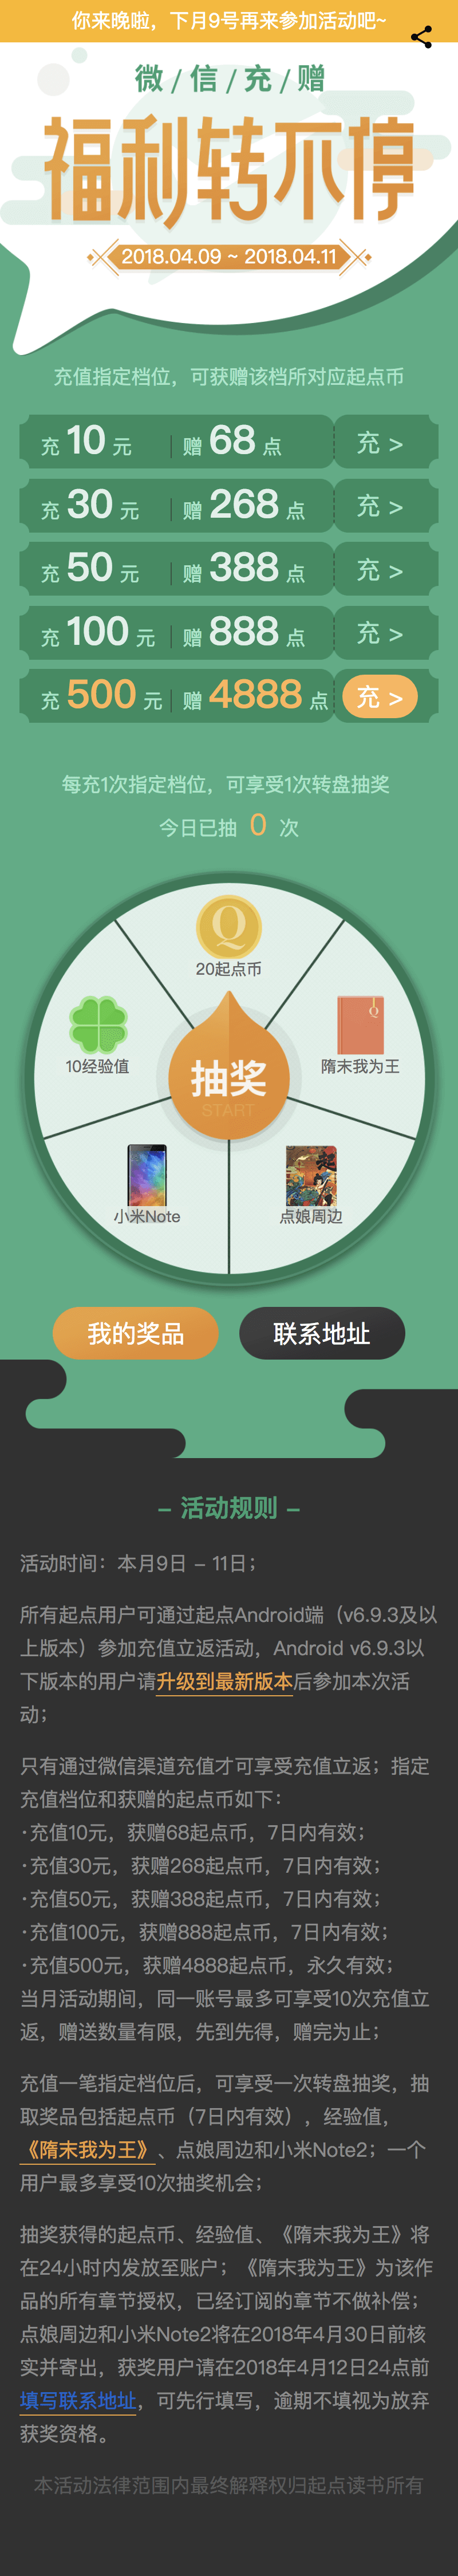 你来晚啦，下月9号再来参加活动吧~
微/信/充/赠
福利转不停
2018.04.09 ~ 2018.04.11
充值指定档位，可获赠该档所对应起点币
充 10 元 赠 68 点 充 >
充 30 元 赠 268 点 充 >
充 50 元 赠 388 点 充 >
充 100 元 赠 888 点 充 >
充 500 元 赠 4888 点 充 >
每充1次指定档位，可享受1次转盘抽奖
今日已抽 0 次
Q
20起点币
10经验值
Q
隋末我为王
抽奖
START
小米Note
点娘周边
我的奖品 联系地址
- 活动规则 -
活动时间：本月9日 – 11日；
所有起点用户可通过起点Android端（v6.9.3及以
上版本）参加充值立返活动，Android v6.9.3以
下版本的用户请升级到最新版本后参加本次活
动；
只有通过微信渠道充值才可享受充值立返；指定
充值档位和获赠的起点币如下：
·充值10元，获赠68起点币，7日内有效；
·充值30元，获赠268起点币，7日内有效；
·充值50元，获赠388起点币，7日内有效；
·充值100元，获赠888起点币，7日内有效；
·充值500元，获赠4888起点币，永久有效；
当月活动期间，同一账号最多可享受10次充值立
返，赠送数量有限，先到先得，赠完为止；
充值一笔指定档位后，可享受一次转盘抽奖，抽
取奖品包括起点币（7日内有效），经验值，
《隋末我为王》、点娘周边和小米Note2；一个
用户最多享受10次抽奖机会；
抽奖获得的起点币、经验值、《隋末我为王》将
在24小时内发放至账户；《隋末我为王》为该作
品的所有章节授权，已经订阅的章节不做补偿；
点娘周边和小米Note2将在2018年4月30日前核
实并寄出，获奖用户请在2018年4月12日24点前
填写联系地址，可先行填写，逾期不填视为放弃
获奖资格。
本活动法律范围内最终解释权归起点读书所有